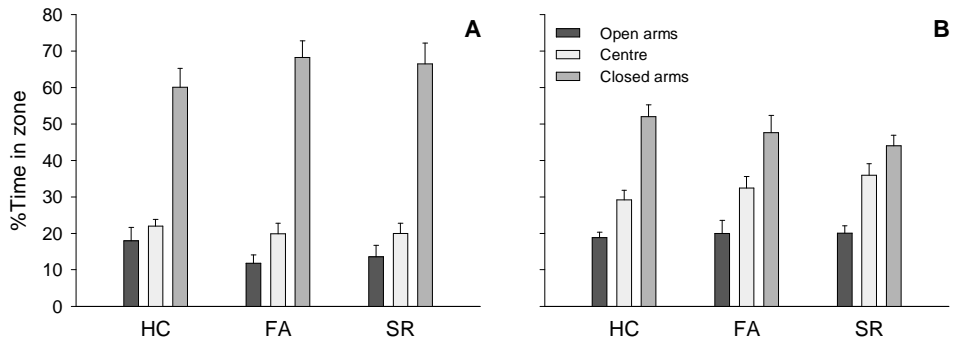 80
70
60
50
40
30
20
10
0
%Time in zone
A
HC FA SR
Open arms
Centre
Closed arms
B
HC FA SR